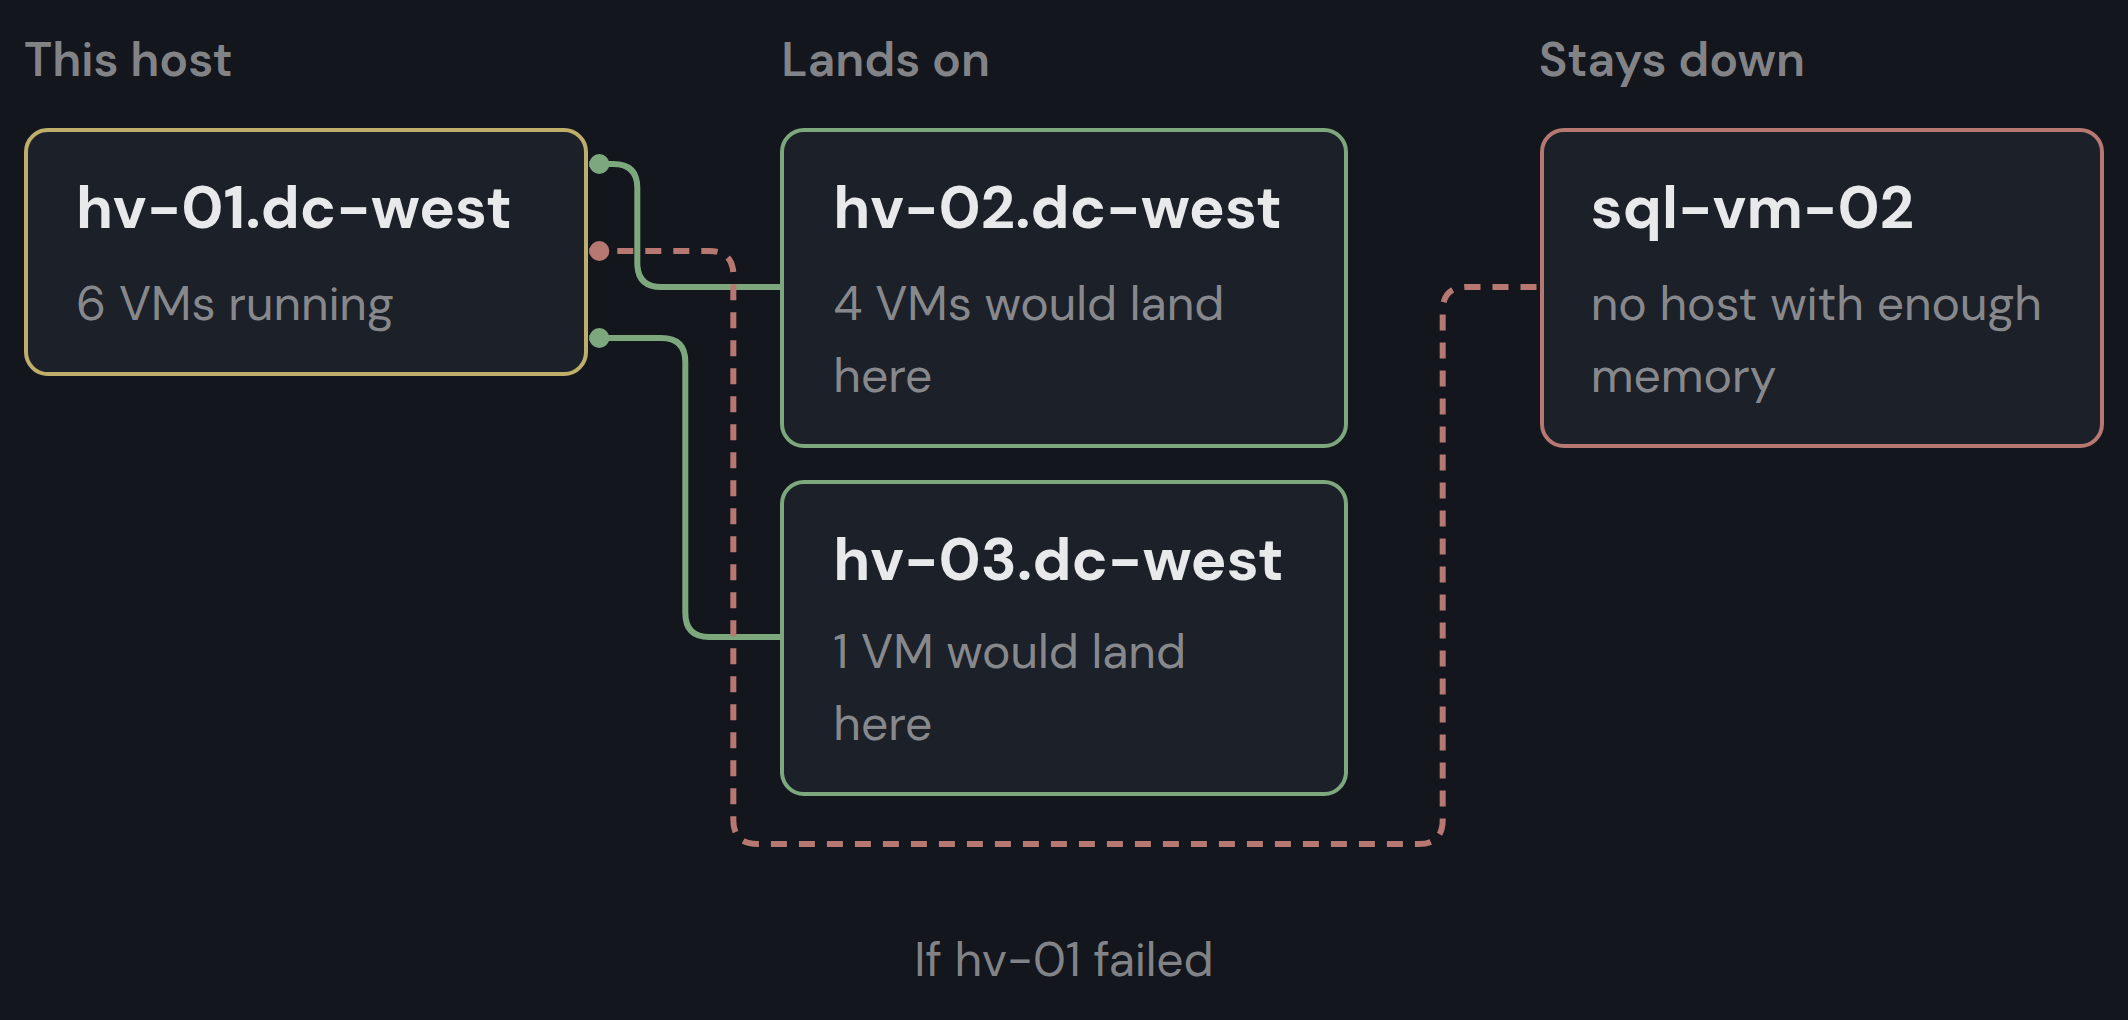 This host
Lands on
Stays down
hv-01.dc-west
6 VMs running
hv-02.dc-west
4 VMs would land
here
sql-vm-02
no host with enough
memory
hv-03.dc-west
1 VM would land
here
If hv-01 failed